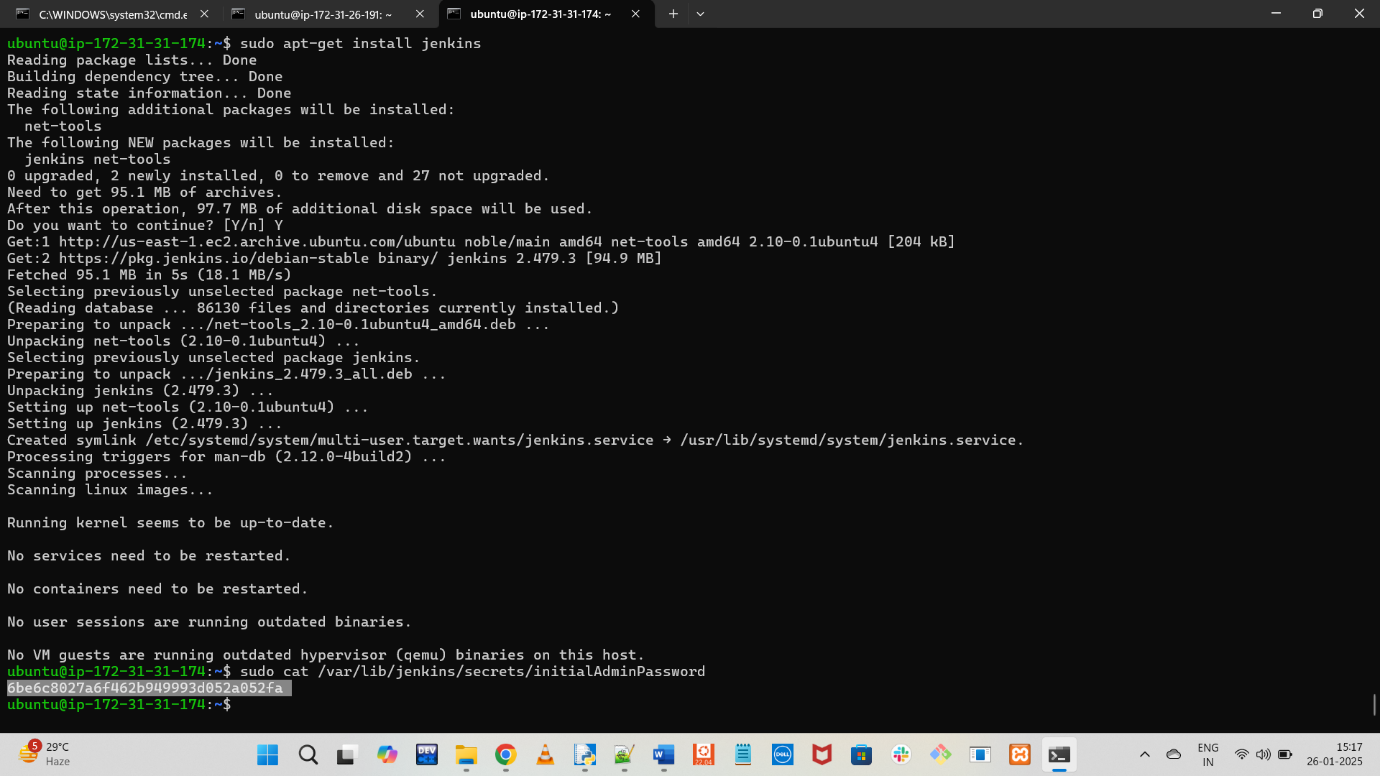 C:\WINDOWS\system32\cmd.e
ubuntu@ip-172-31-26-191: ~
ubuntu@ip-172-31-31-174: ~
ubuntu@ip-172-31-31-174:~$ sudo apt-get install jenkins
Reading package lists... Done
Building dependency tree... Done
Reading state information... Done
The following additional packages will be installed:
  net-tools
The following NEW packages will be installed:
  jenkins net-tools
0 upgraded, 2 newly installed, 0 to remove and 27 not upgraded.
Need to get 95.1 MB of archives.
After this operation, 97.7 MB of additional disk space will be used.
Do you want to continue? [Y/n] Y
Get:1 http://us-east-1.ec2.archive.ubuntu.com/ubuntu noble/main amd64 net-tools amd64 2.10-0.1ubuntu4 [204 kB]
Get:2 https://pkg.jenkins.io/debian-stable binary/ jenkins 2.479.3 [94.9 MB]
Fetched 95.1 MB in 5s (18.1 MB/s)
Selecting previously unselected package net-tools.
(Reading database ... 86130 files and directories currently installed.)
Preparing to unpack .../net-tools_2.10-0.1ubuntu4_amd64.deb ...
Unpacking net-tools (2.10-0.1ubuntu4) ...
Selecting previously unselected package jenkins.
Preparing to unpack .../jenkins_2.479.3_all.deb ...
Unpacking jenkins (2.479.3) ...
Setting up net-tools (2.10-0.1ubuntu4) ...
Setting up jenkins (2.479.3) ...
Created symlink /etc/systemd/system/multi-user.target.wants/jenkins.service → /usr/lib/systemd/system/jenkins.service.
Processing triggers for man-db (2.12.0-4build2) ...
Scanning processes...
Scanning linux images...
Running kernel seems to be up-to-date.
No services need to be restarted.
No containers need to be restarted.
No user sessions are running outdated binaries.
No VM guests are running outdated hypervisor (qemu) binaries on this host.
ubuntu@ip-172-31-31-174:~$ sudo cat /var/lib/jenkins/secrets/initialAdminPassword
6be6c8027a6f462b949993d052a052fa
ubuntu@ip-172-31-31-174:~$
5
29°C
Haze
DEV
22.04
DELL
ENG
IN
15:17
26-01-2025